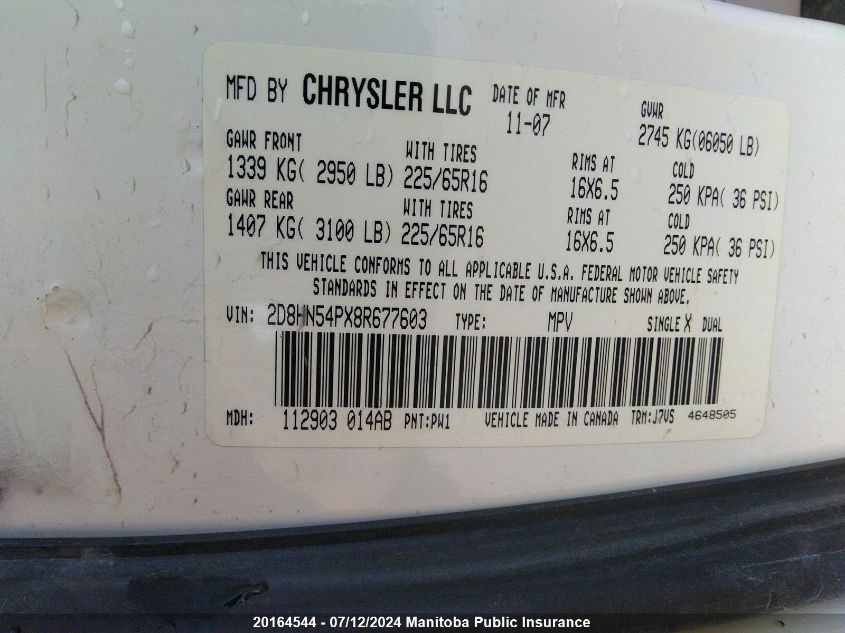 MFD BY CHRYSLER LLC DATE OF MFR GVWR
11-07 2745 KG(06050 LB)
GAWR FRONT WITH TIRES RIMS AT COLD
1339 KG( 2950 LB) 225/65R16 16X6.5 250 KPA( 36 PSI)
GAWR REAR WITH TIRES RIMS AT COLD
1407 KG( 3100 LB) 225/65R16 16X6.5 250 KPA( 36 PSI)
THIS VEHICLE CONFORMS TO ALL APPLICABLE U.S.A. FEDERAL MOTOR VEHICLE SAFETY
STANDARDS IN EFFECT ON THE DATE OF MANUFACTURE SHOWN ABOVE.
VIN: 2D8HN54PX8R677603 TYPE: MPV SINGLE X DUAL
MDH: 112903 014AB PNT:PW1 VEHICLE MADE IN CANADA TRM:J7VS 4648505
20164544 - 07/12/2024 Manitoba Public Insurance